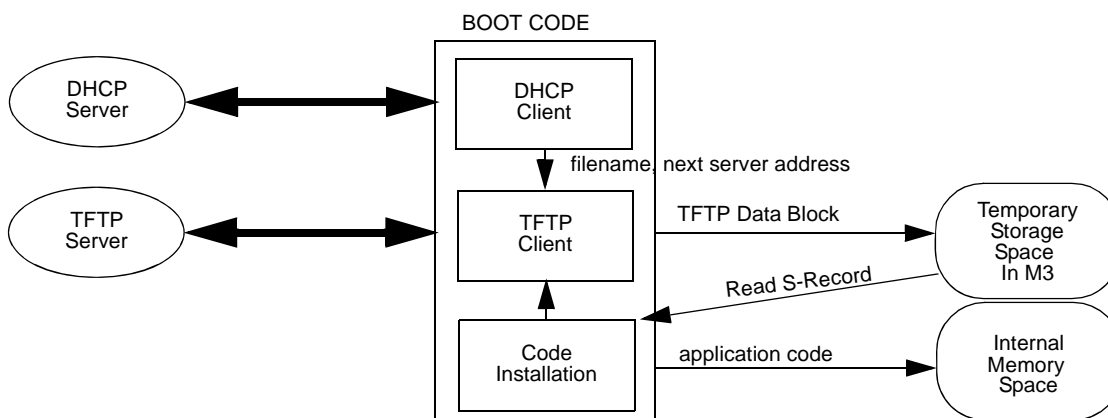 BOOT CODE
DHCP
Server
DHCP
Client
filename, next server address
TFTP
Server
TFTP
Client
TFTP Data Block
Temporary
Storage
Space
In M3
Read S-Record
Code
Installation
application code
Internal
Memory
Space